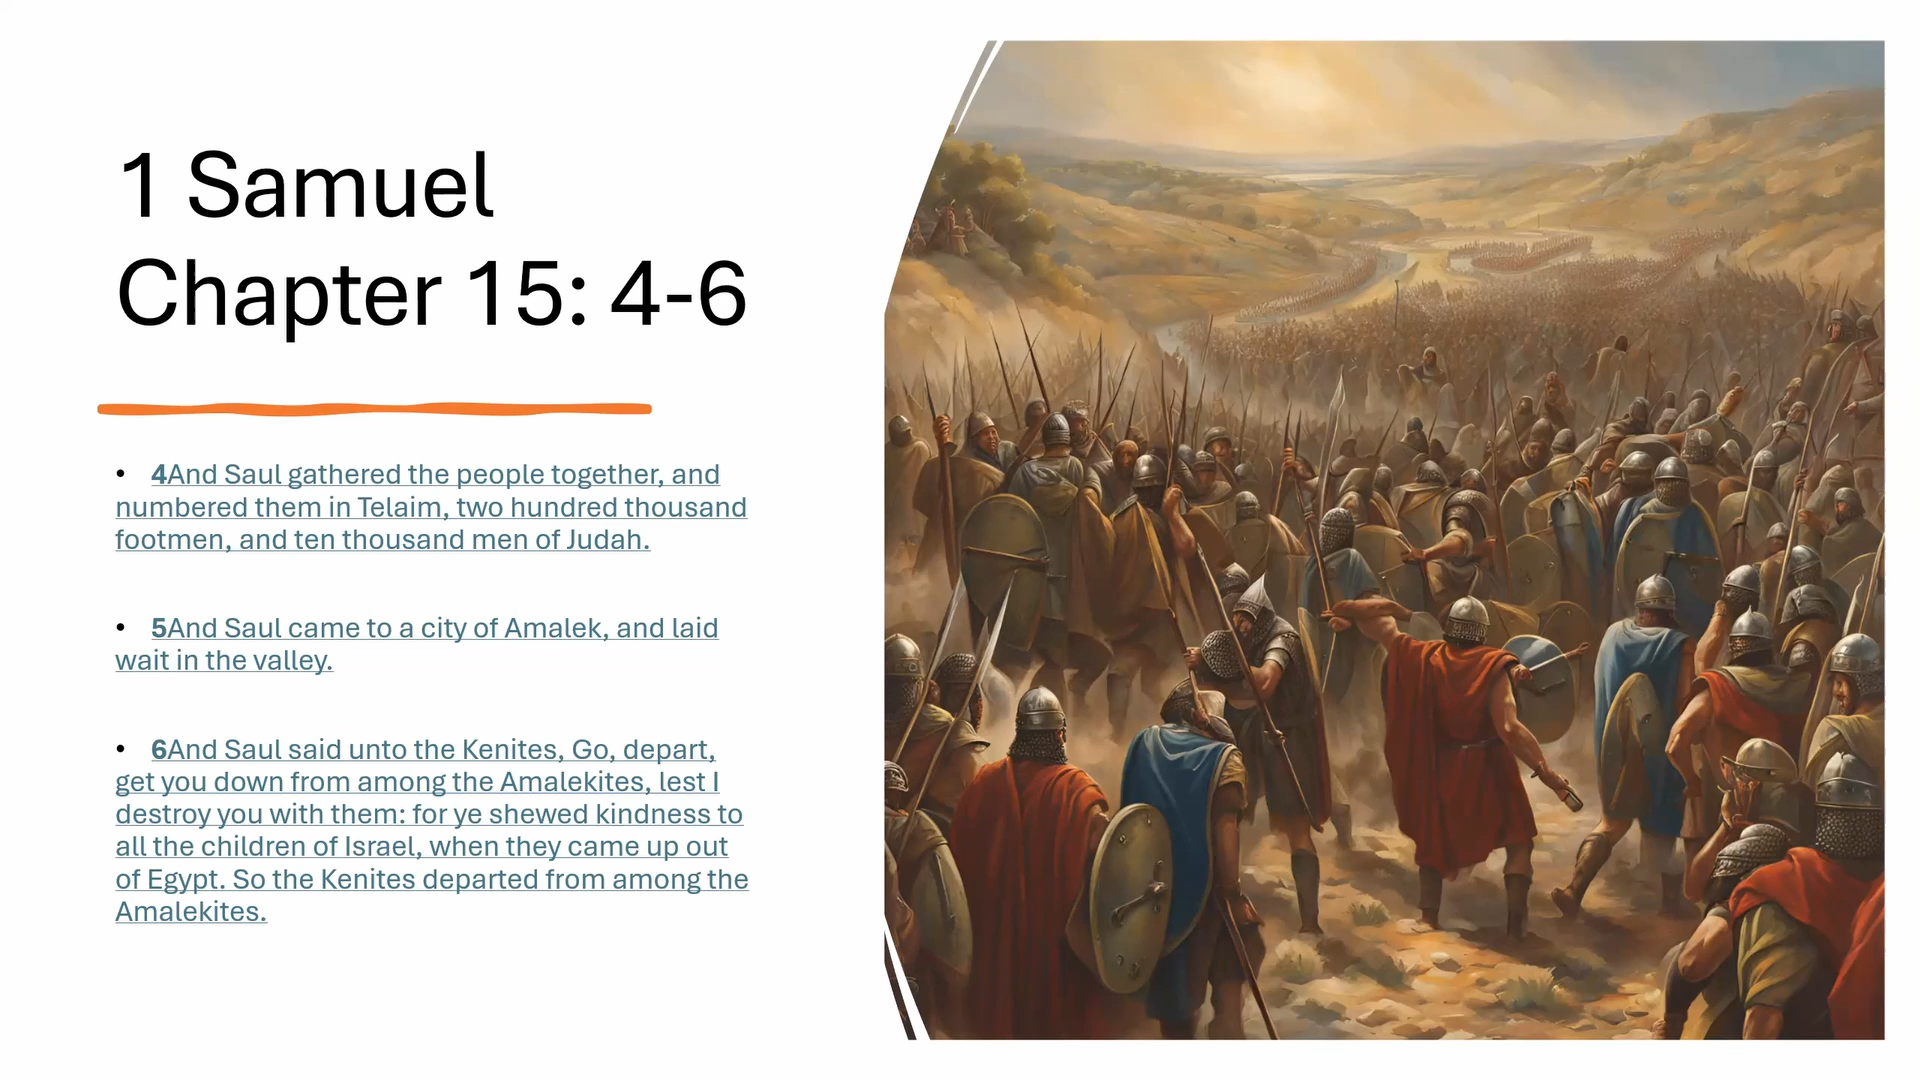 1 Samuel
Chapter 15: 4-6
• 4And Saul gathered the people together, and
numbered them in Telaim, two hundred thousand
footmen, and ten thousand men of Judah.
• 5And Saul came to a city of Amalek, and laid
wait in the valley.
• 6And Saul said unto the Kenites, Go, depart,
get you down from among the Amalekites, lest I
destroy you with them: for ye shewed kindness to
all the children of Israel, when they came up out
of Egypt. So the Kenites departed from among the
Amalekites.